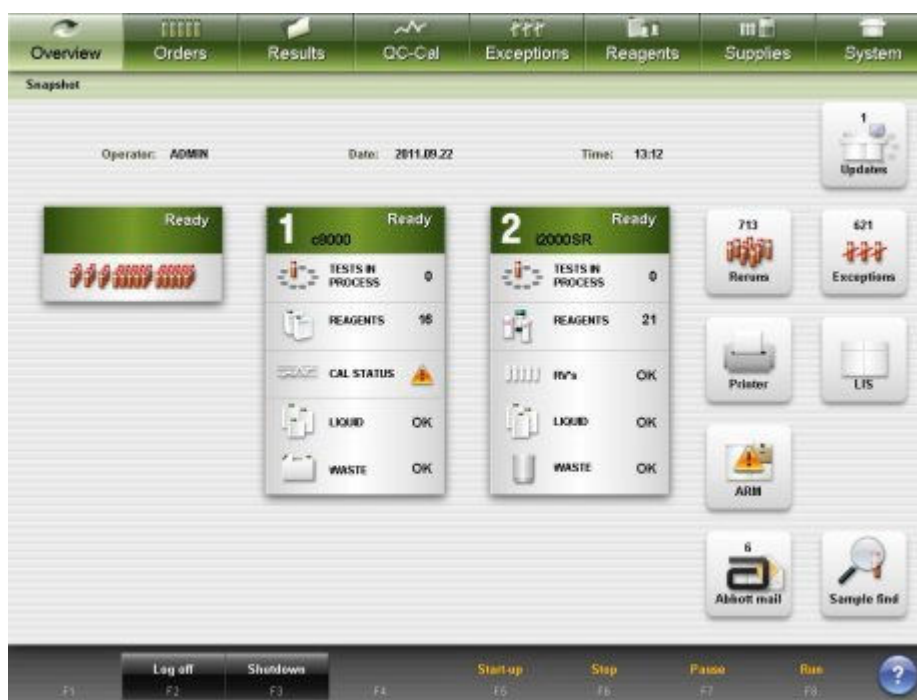 Overview Orders Results QC-Cal Exceptions Reagents Supplies System
Snapshot
Operator: ADMIN Date: 2011.09.22 Time: 13:12
1
Updates
Ready
1 c8000 Ready
TESTS IN PROCESS 0
REAGENTS 16
CAL STATUS
LIQUID OK
WASTE OK
2 i2000SR Ready
TESTS IN PROCESS 0
REAGENTS 21
RV's OK
LIQUID OK
WASTE OK
713
Reruns
621
Exceptions
Printer
LIS
ARM
6
Abbott mail
Sample find
F1
Log off F2
Shutdown F3
F4
Start-up F5
Stop F6
Pause F7
Run F8
?